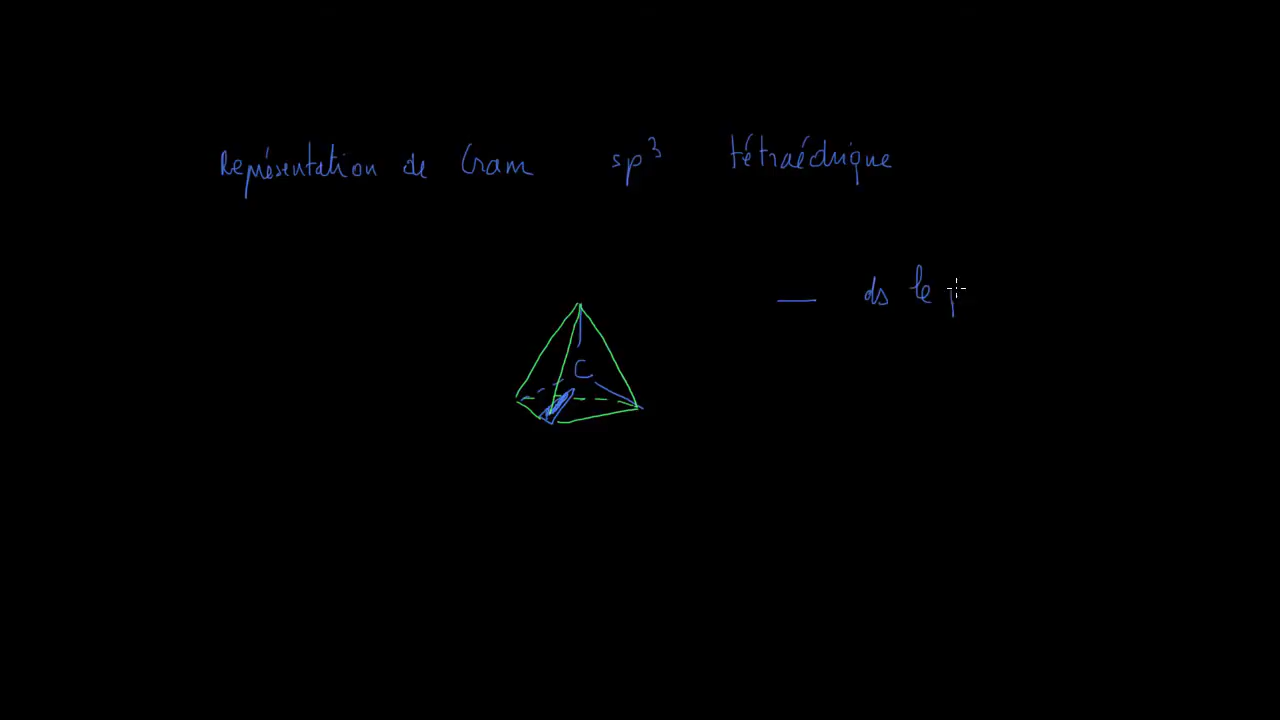 Représentation de Cram sp³ tétraédrique
— ds le p
C